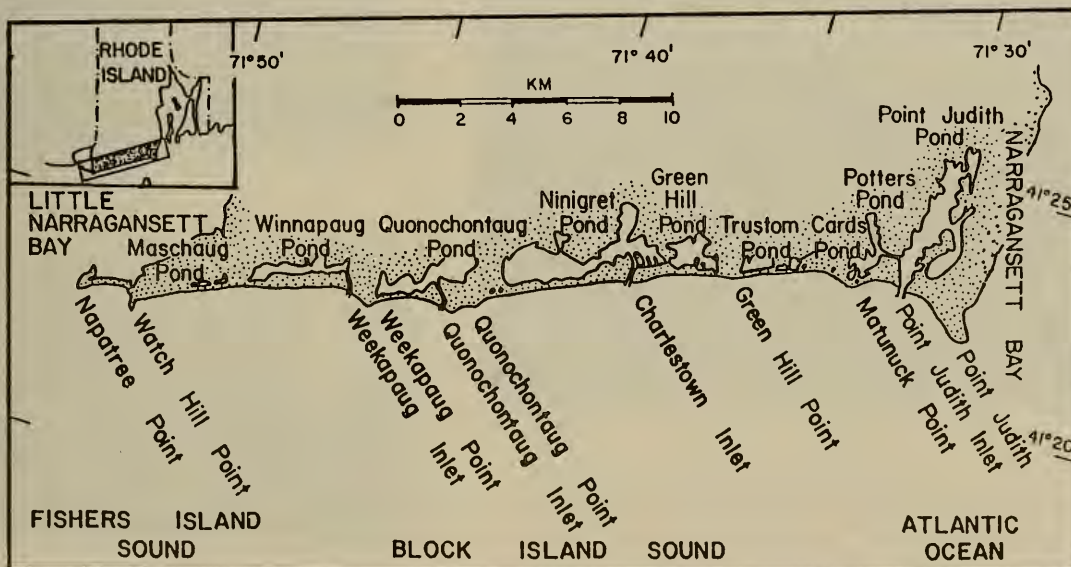 RHODE
ISLAND
71° 50'
71° 40'
71° 30'
KM
0 2 4 6 8 10
41° 25
41° 20
LITTLE
NARRAGANSETT
BAY
Maschaug
Pond
Winnapaug
Pond
Quonochontaug
Pond
Ninigret
Pond
Green
Hill
Pond
Trustom
Pond
Cards
Pond
Potters
Pond
Point Judith
Pond
NARRAGANSETT BAY
Napatree Point
Watch Hill Point
Weekapaug Inlet
Weekapaug Point
Quonochontaug Inlet
Quonochontaug Point
Charlestown Inlet
Green Hill Point
Matunuck Point
Point Judith Inlet
Point Judith
FISHERS ISLAND
SOUND
BLOCK ISLAND SOUND
ATLANTIC
OCEAN